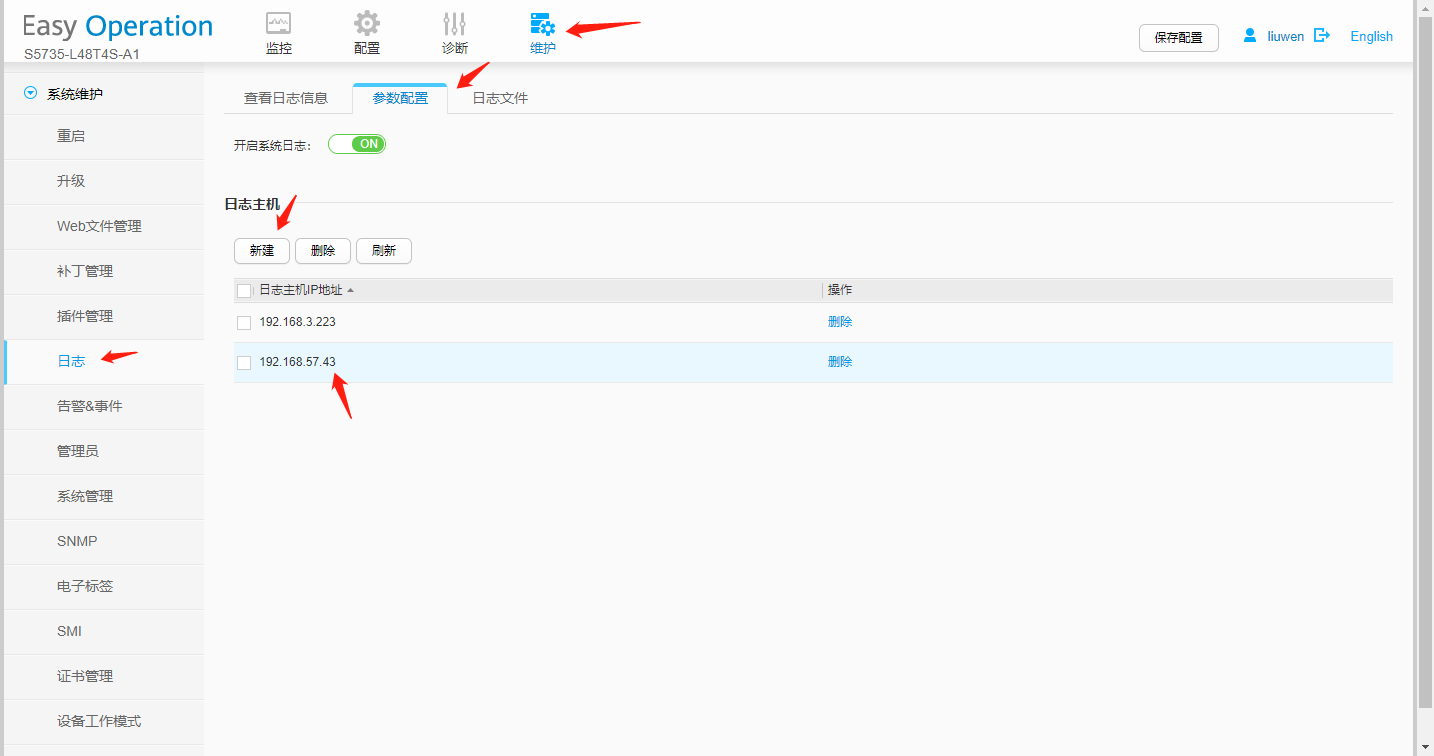 Easy Operation
S5735-L48T4S-A1
监控
配置
诊断
维护
保存配置
liuwen
English
系统维护
重启
升级
Web文件管理
补丁管理
插件管理
日志
告警&事件
管理员
系统管理
SNMP
电子标签
SMI
证书管理
设备工作模式
查看日志信息
参数配置
日志文件
开启系统日志：
ON
日志主机
新建
删除
刷新
日志主机IP地址
操作
192.168.3.223
删除
192.168.57.43
删除